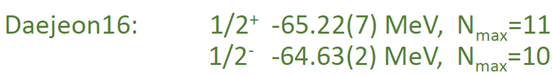 Daejeon16: 1/2⁺ -65.22(7) MeV, Nₘₐₓ=11
1/2⁻ -64.63(2) MeV, Nₘₐₓ=10